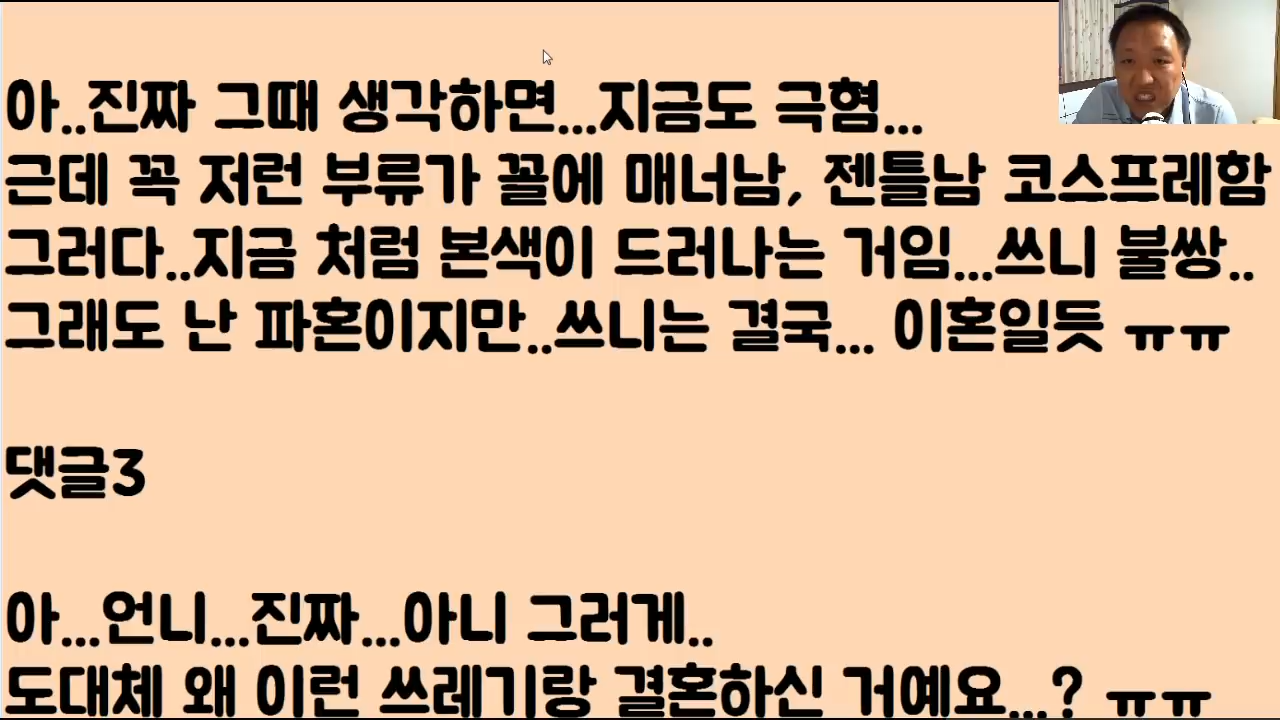 아..진짜 그때 생각하면...지금도 극혐...
근데 꼭 저런 부류가 꼴에 매너남, 젠틀남 코스프레함
그러다..지금 처럼 본색이 드러나는 거임...쓰니 불쌍..
그래도 난 파혼이지만..쓰니는 결국... 이혼일듯 ㅠㅠ
댓글3
아...언니...진짜...아니 그러게..
도대체 왜 이런 쓰레기랑 결혼하신 거예요...? ㅠㅠ